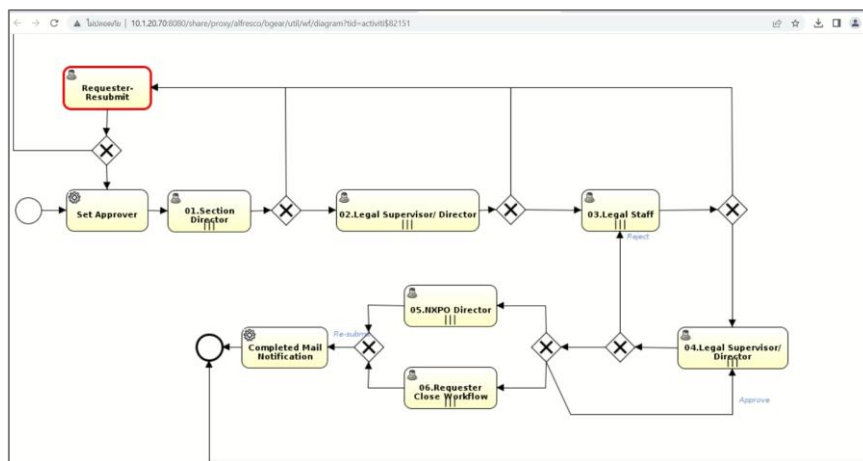 ไม่ปลอดภัย | 10.1.20.70:8080/share/proxy/alfresco/bgear/util/wf/diagram?tid=activiti$82151
Requester-
Resubmit
Set Approver
01.Section
Director
02.Legal Supervisor/ Director
03.Legal Staff
Reject
05.NXPO Director
Re-submit
Completed Mail
Notification
04.Legal Supervisor/
Director
06.Requester
Close Workflow
Approve